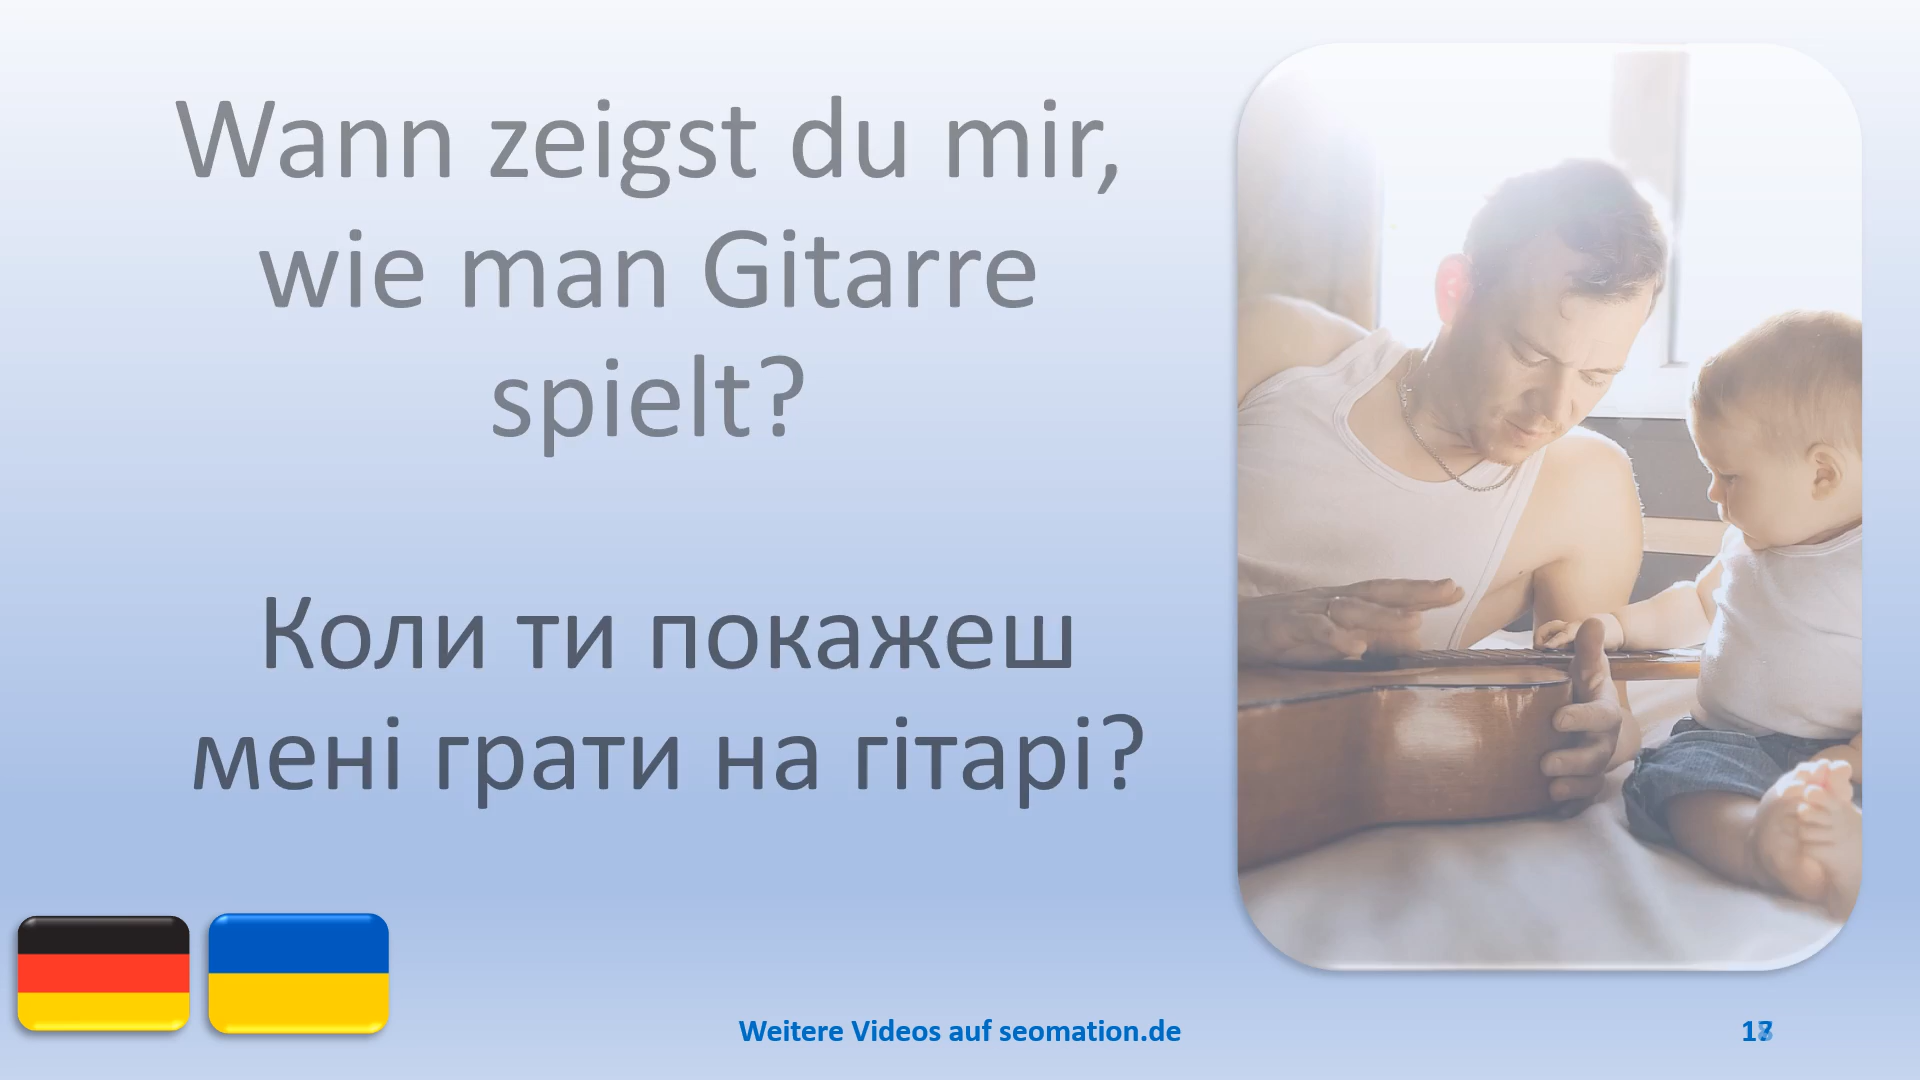 Wann zeigst du mir,
wie man Gitarre
spielt?
Коли ти покажеш
мені грати на гітарі?
Weitere Videos auf seomation.de